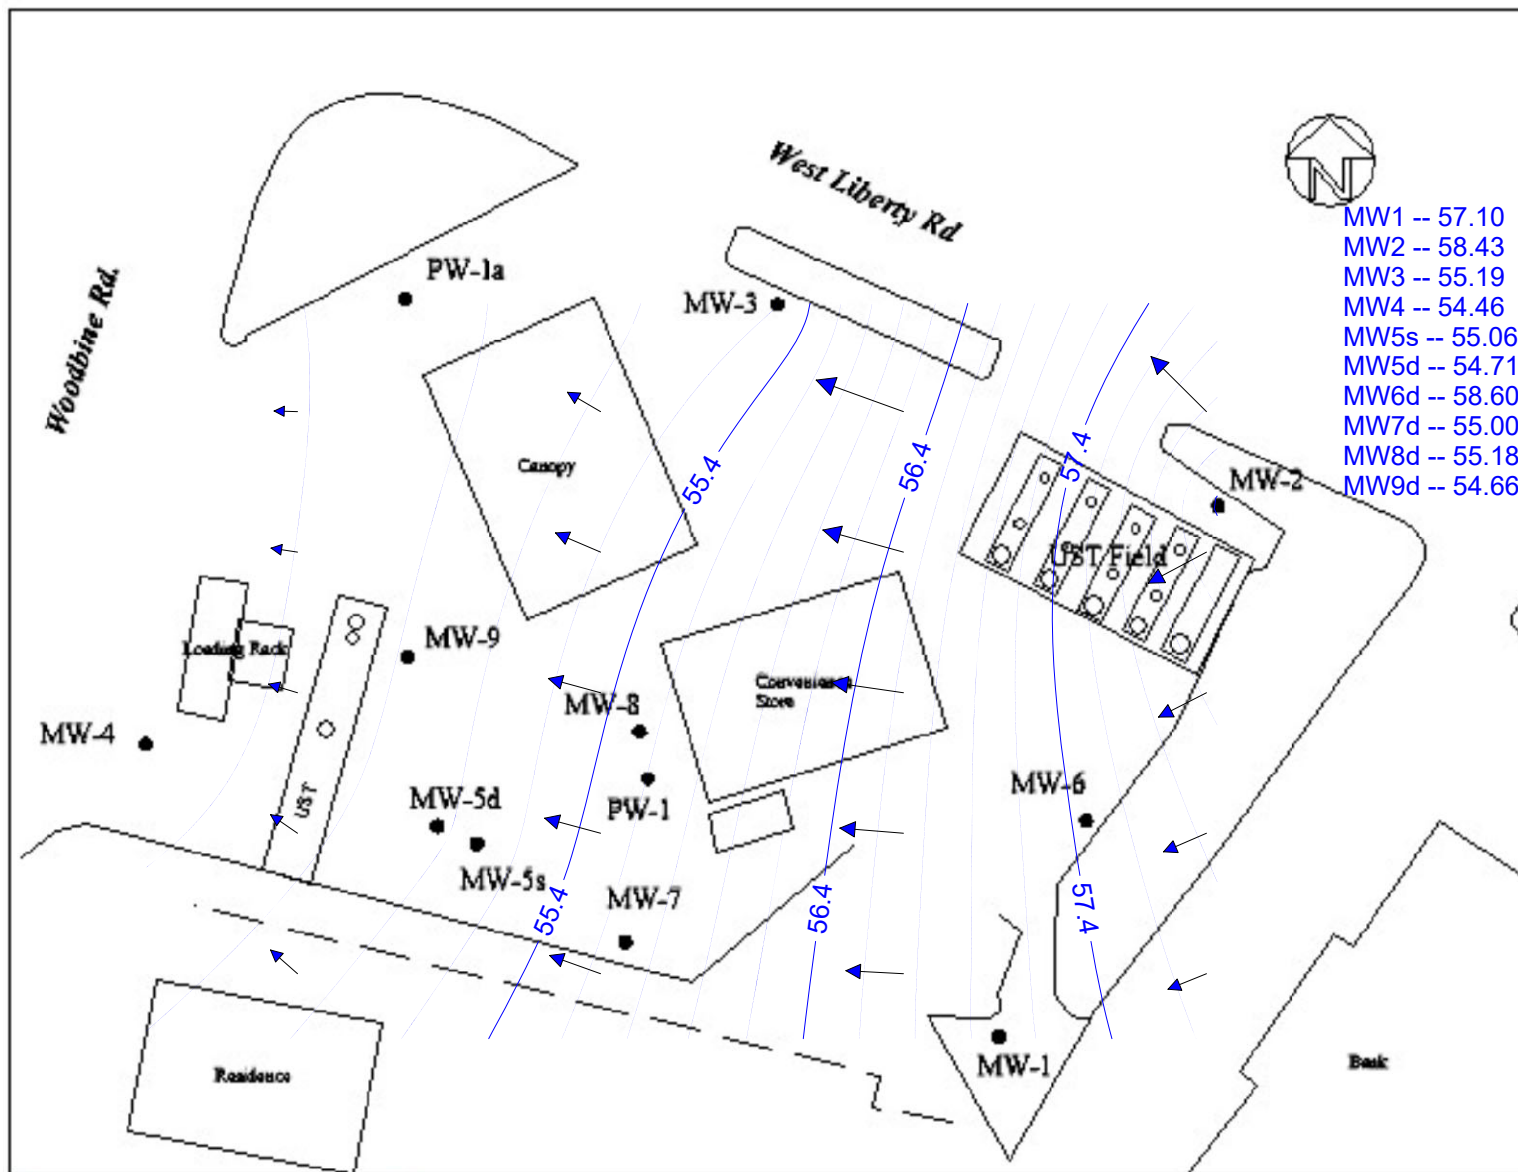 West Liberty Rd
N
MW1 -- 57.10
MW2 -- 58.43
MW3 -- 55.19
MW4 -- 54.46
MW5s -- 55.06
MW5d -- 54.71
MW6d -- 58.60
MW7d -- 55.00
MW8d -- 55.18
MW9d -- 54.66
PW-1a
MW-3
Woodbine Rd.
Canopy
55.4
56.4
57.4
MW-2
UST Field
MW-9
Loading Rack
MW-8
Convenience
Store
MW-4
UST
MW-5d
PW-1
MW-6
MW-5s
MW-7
55.4
56.4
57.4
MW-1
Residence
Bank